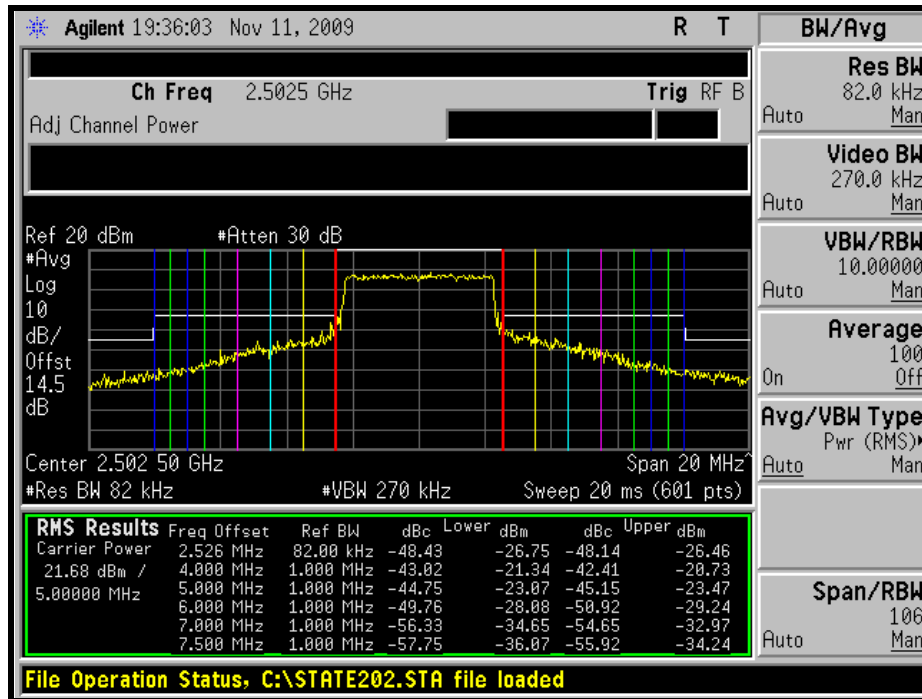 Agilent 19:36:03 Nov 11, 2009 R T
Ch Freq 2.5025 GHz Trig RF B
Adj Channel Power
Ref 20 dBm #Atten 30 dB
#Avg
Log
10
dB/
Offst
14.5
dB
Center 2.502 50 GHz Span 20 MHz^
#Res BW 82 kHz #VBW 270 kHz Sweep 20 ms (601 pts)
RMS Results Freq Offset Ref BW dBc Lower dBm dBc Upper dBm
Carrier Power 2.526 MHz 82.00 kHz -48.43 -26.75 -48.14 -26.46
21.68 dBm / 4.000 MHz 1.000 MHz -43.02 -21.34 -42.41 -20.73
5.00000 MHz 5.000 MHz 1.000 MHz -44.75 -23.07 -45.15 -23.47
6.000 MHz 1.000 MHz -49.76 -28.08 -50.92 -29.24
7.000 MHz 1.000 MHz -56.33 -34.65 -54.65 -32.97
7.500 MHz 1.000 MHz -57.75 -36.07 -55.92 -34.24
File Operation Status, C:\STATE202.STA file loaded
BW/Avg
Res BW
82.0 kHz
Auto Man
Video BW
270.0 kHz
Auto Man
VBW/RBW
10.00000
Auto Man
Average
100
On Off
Avg/VBW Type
Pwr (RMS)▸
Auto Man
Span/RBW
106
Auto Man